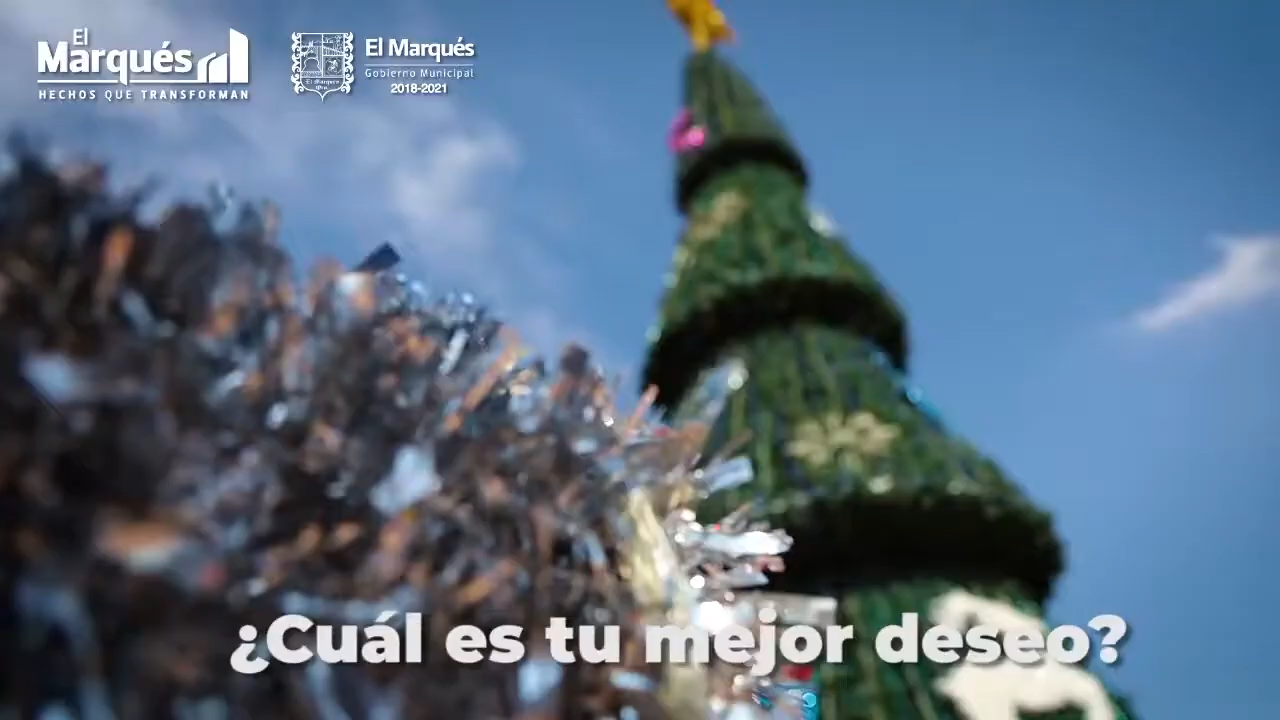 El
Marqués
HECHOS QUE TRANSFORMAN
El Marqués
Gobierno Municipal
2018-2021
¿Cuál es tu mejor deseo?